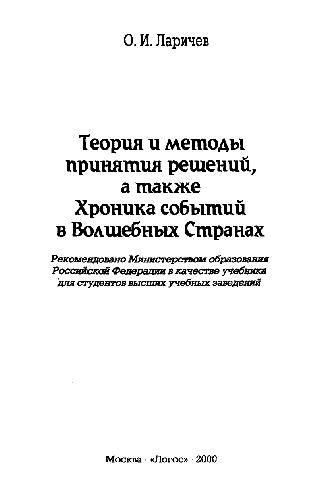 О. И. Ларичев
Теория и методы
принятия решений,
а также
Хроника событий
в Волшебных Странах
Рекомендовано Министерством образования
Российской Федерации в качестве учебника
для студентов высших учебных заведений
Москва · «Логос» · 2000